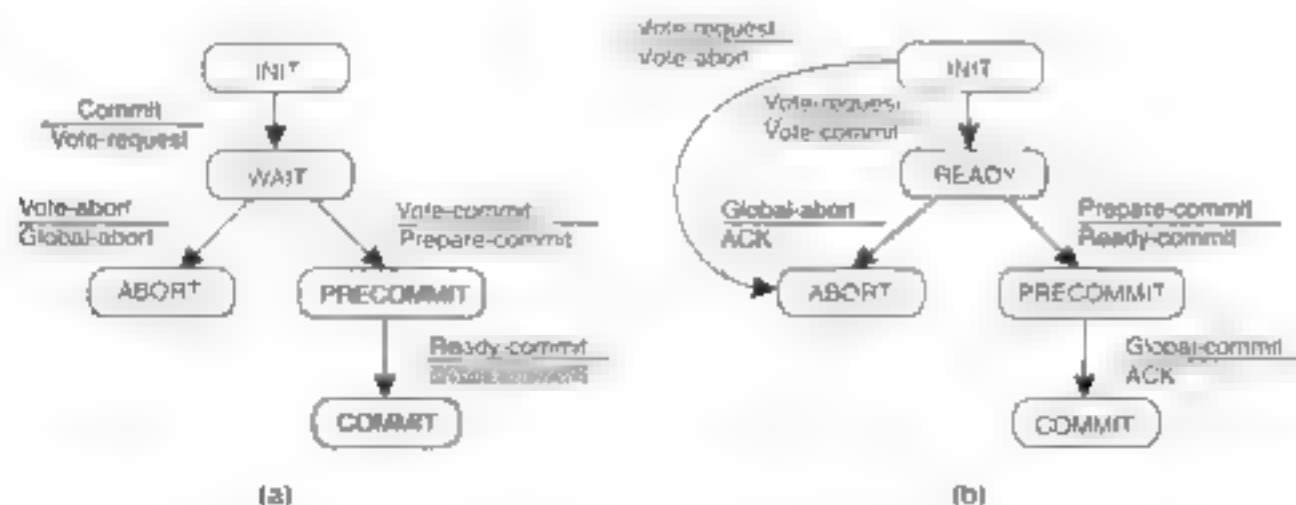 INIT
Commit
Vote-request
WAIT
Vote-abort
Global-abort
Vote-commit
Prepare-commit
ABORT
PRECOMMIT
Ready-commit
COMMIT
(a)
Vote-request
Vote-abort
INIT
Vote-request
Vote-commit
READY
Global-abort
ACK
Prepare-commit
Ready-commit
ABORT
PRECOMMIT
Global-commit
ACK
COMMIT
(b)